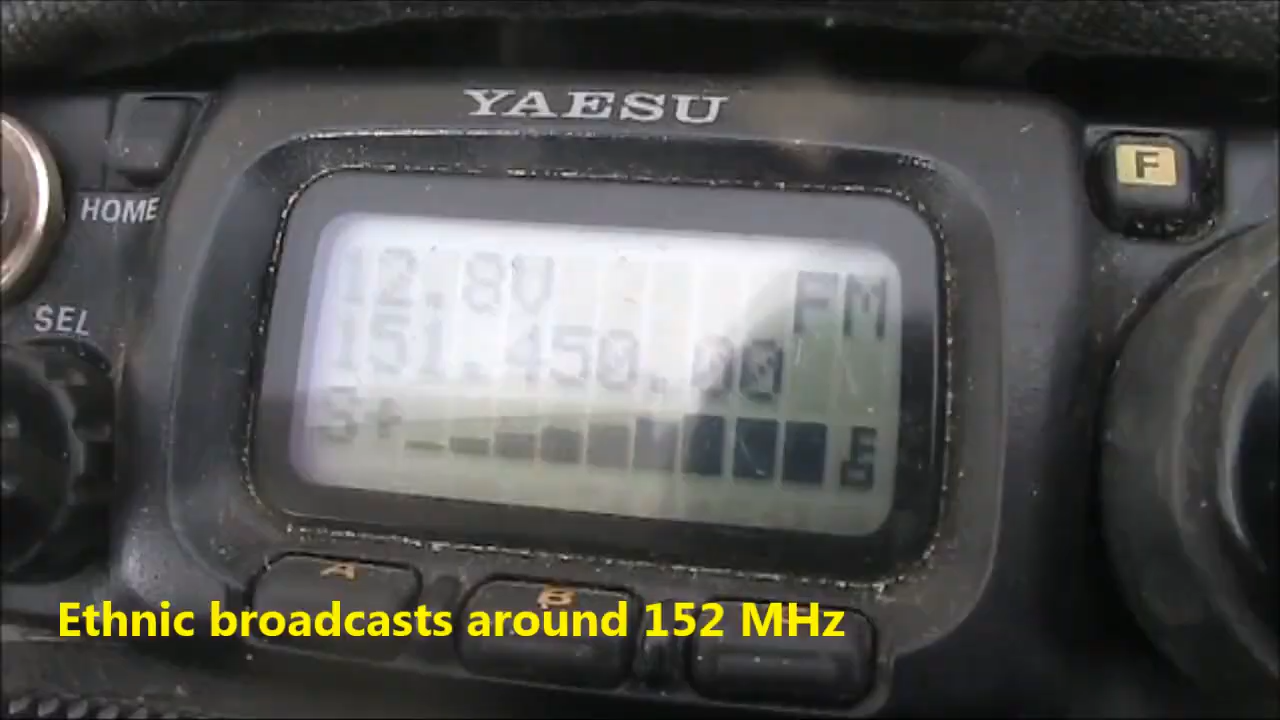 YAESU
HOME
F
SEL
12.8V
FM
151.450.00
S+
A
B
Ethnic broadcasts around 152 MHz